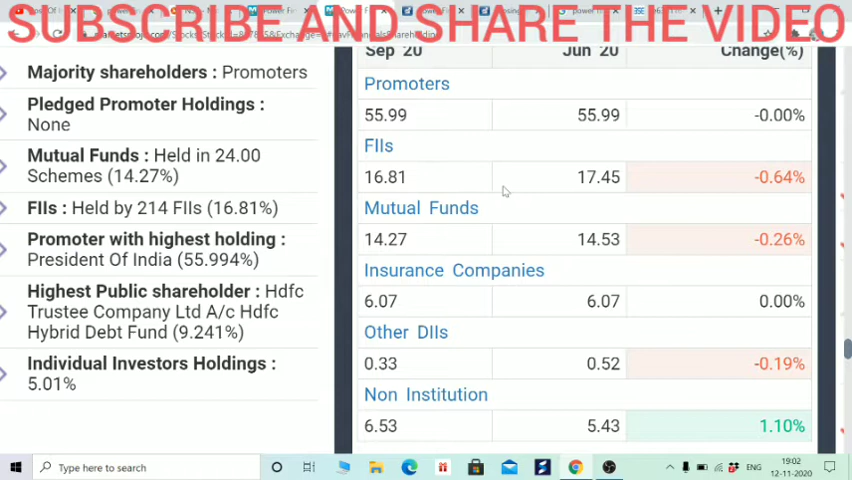 SUBSCRIBE AND SHARE THE VIDEO
Sep 20 Jun 20 Change(%)
Majority shareholders : Promoters
Pledged Promoter Holdings :
None
Mutual Funds : Held in 24.00
Schemes (14.27%)
FIIs : Held by 214 FIIs (16.81%)
Promoter with highest holding :
President Of India (55.994%)
Highest Public shareholder : Hdfc
Trustee Company Ltd A/c Hdfc
Hybrid Debt Fund (9.241%)
Individual Investors Holdings :
5.01%
Promoters
55.99 55.99 -0.00%
FIIs
16.81 17.45 -0.64%
Mutual Funds
14.27 14.53 -0.26%
Insurance Companies
6.07 6.07 0.00%
Other DIIs
0.33 0.52 -0.19%
Non Institution
6.53 5.43 1.10%
Type here to search
ENG
19:02
12-11-2020